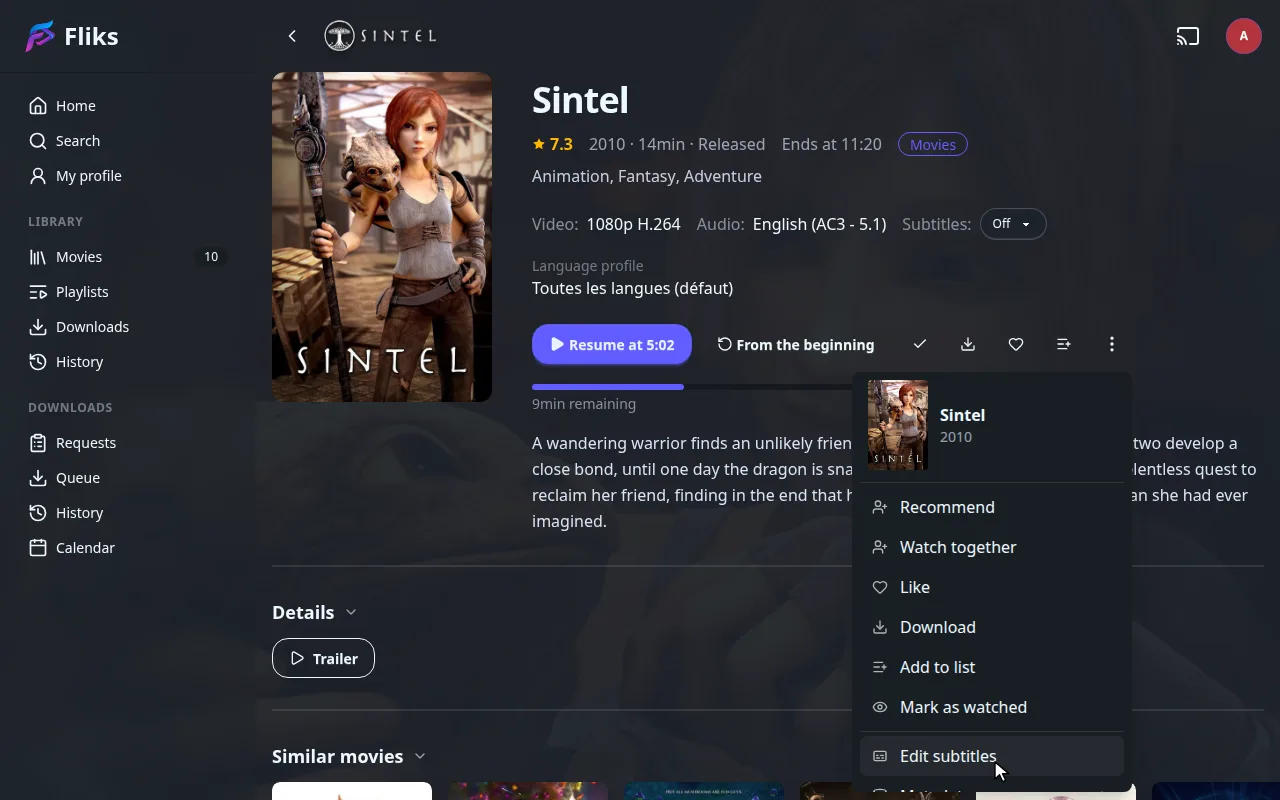 Fliks
SINTEL
A
Home
Search
My profile
LIBRARY
Movies 10
Playlists
Downloads
History
DOWNLOADS
Requests
Queue
History
Calendar
SINTEL
Sintel
7.3 2010 · 14min · Released Ends at 11:20 Movies
Animation, Fantasy, Adventure
Video: 1080p H.264 Audio: English (AC3 - 5.1) Subtitles: Off
Language profile
Toutes les langues (défaut)
Resume at 5:02 From the beginning
9min remaining
A wandering warrior finds an unlikely frien two develop a
close bond, until one day the dragon is sna lentless quest to
reclaim her friend, finding in the end that h an she had ever
imagined.
SINTEL
Sintel
2010
Recommend
Watch together
Like
Download
Add to list
Mark as watched
Edit subtitles
Details
Trailer
Similar movies